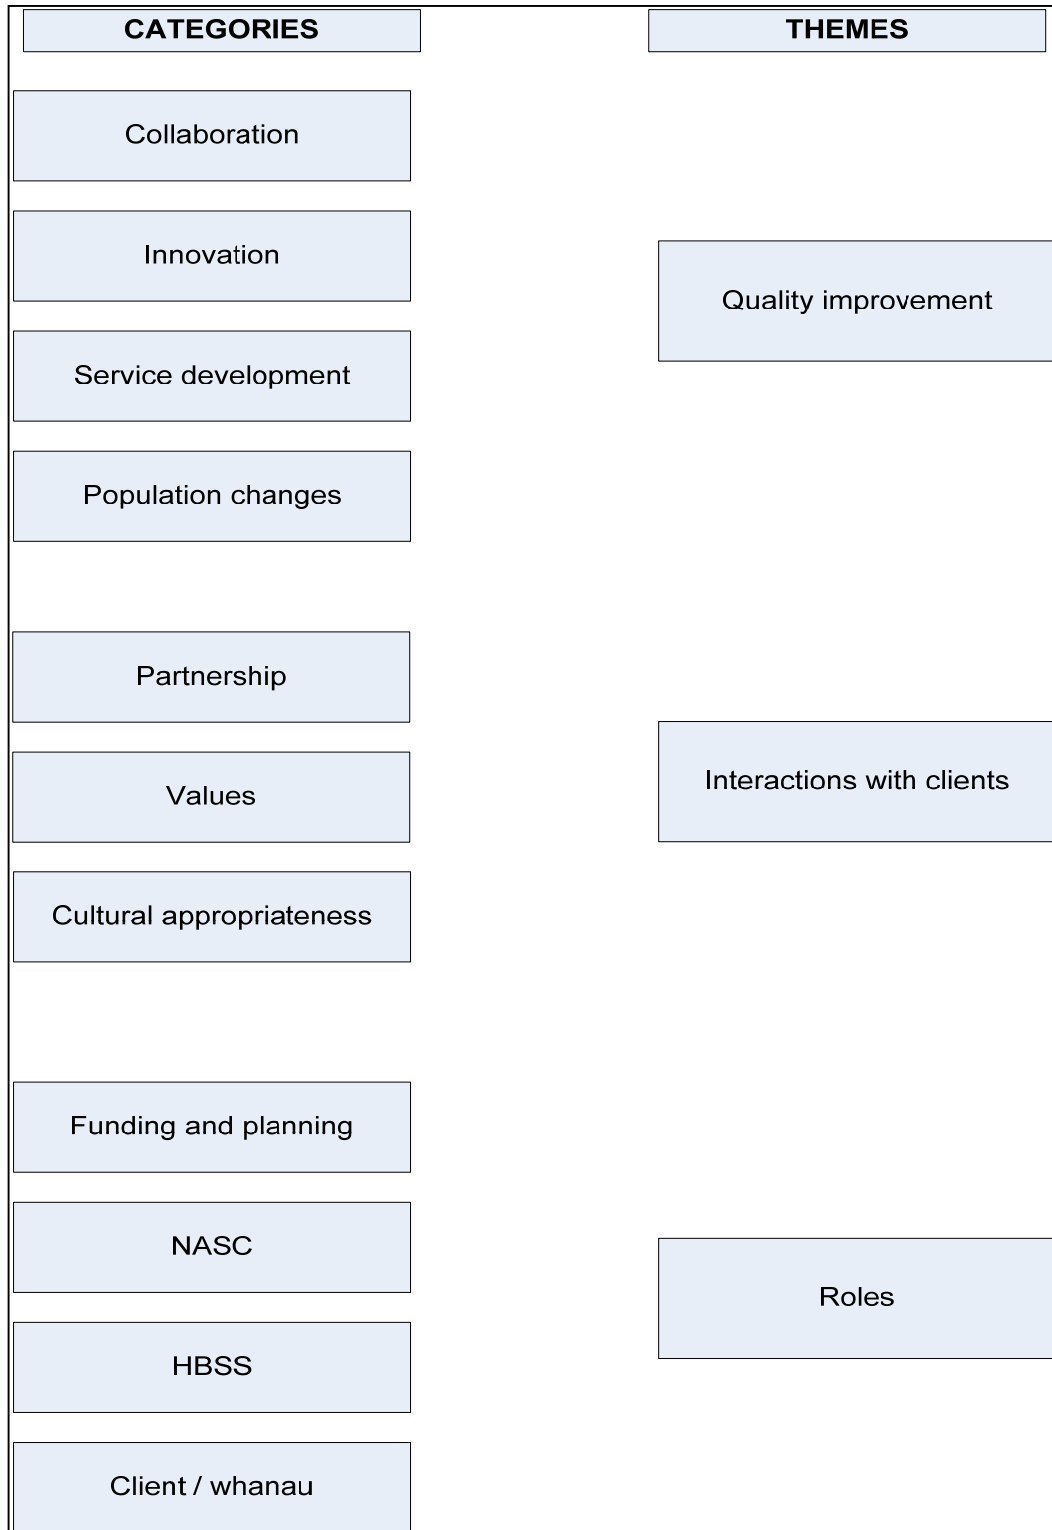 CATEGORIES
THEMES
Collaboration
Innovation
Quality improvement
Service development
Population changes
Partnership
Values
Interactions with clients
Cultural appropriateness
Funding and planning
NASC
Roles
HBSS
Client / whanau